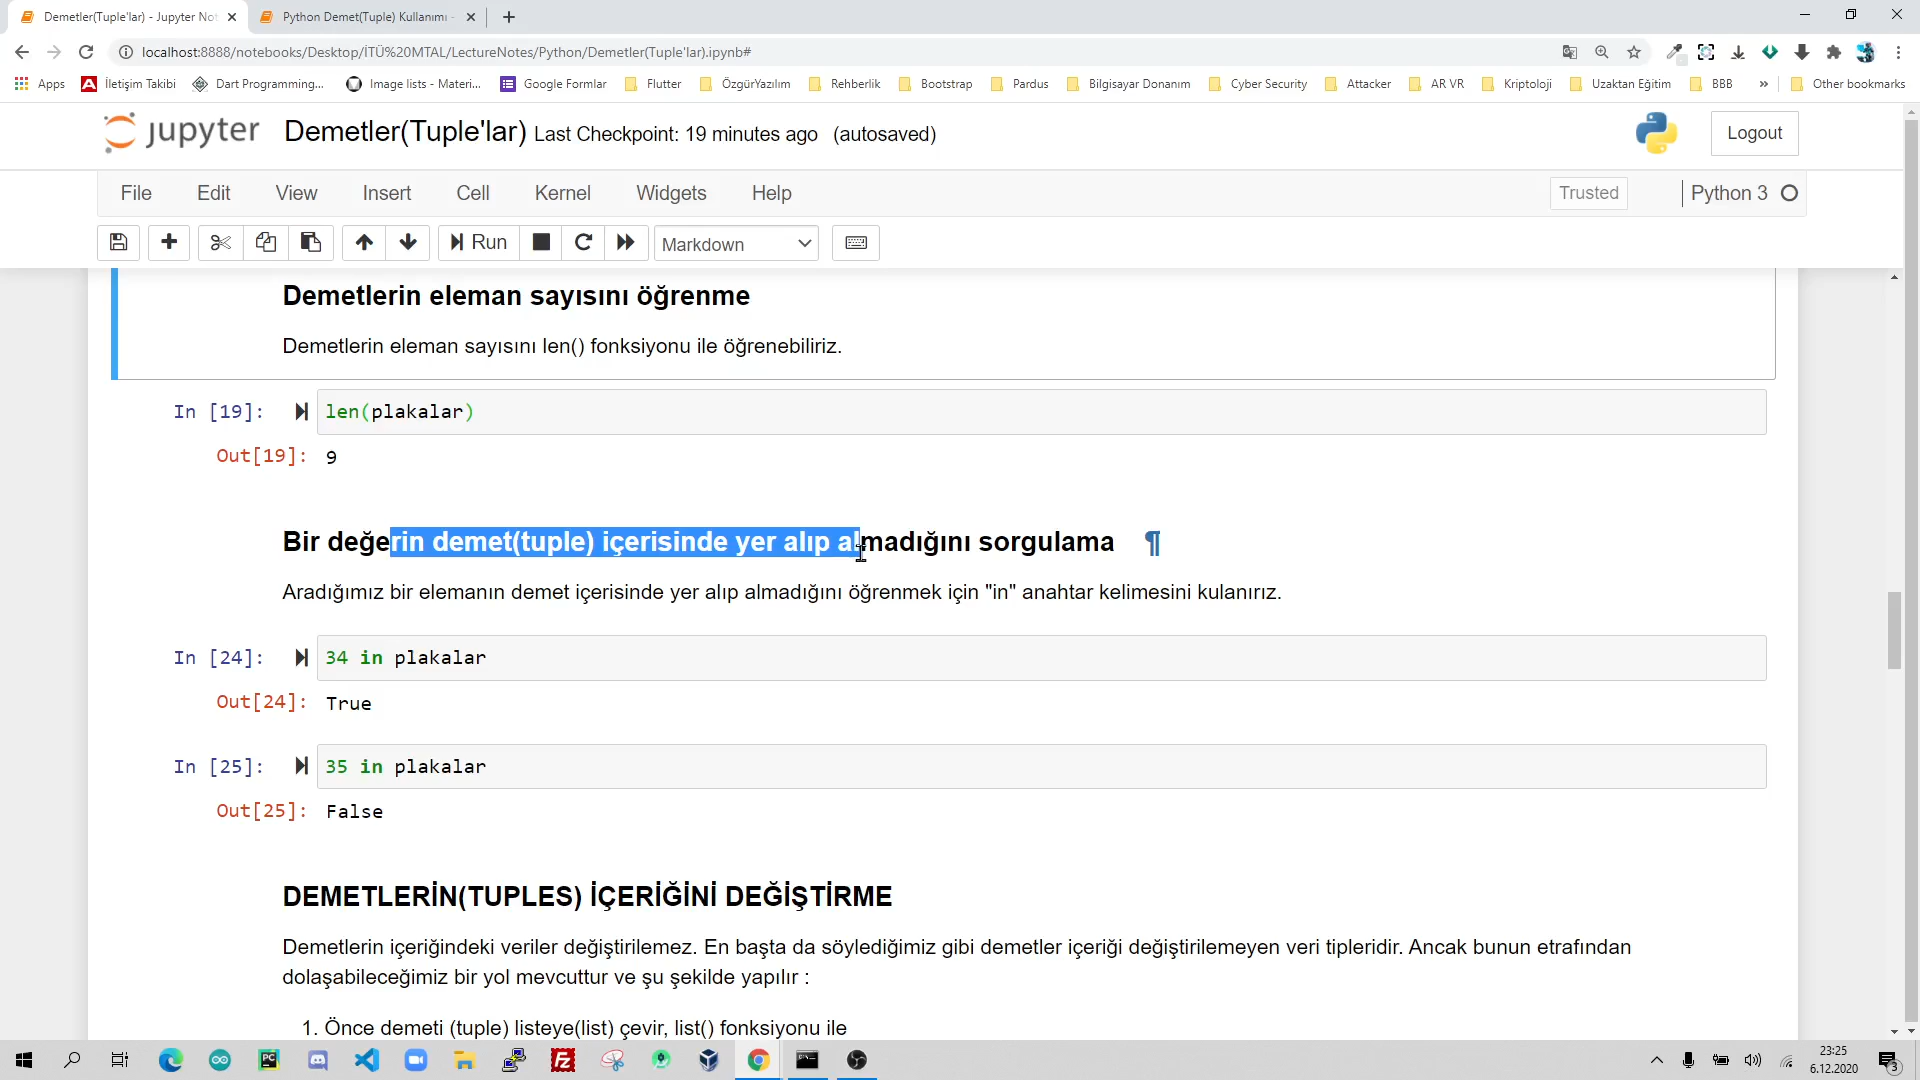 Demetler(Tuple'lar) - Jupyter Not
Python Demet(Tuple) Kullanımı -
localhost:8888/notebooks/Desktop/İTÜ%20MTAL/LectureNotes/Python/Demetler(Tuple'lar).ipynb#
Apps İletişim Takibi Dart Programming... Image lists - Materi... Google Formlar Flutter ÖzgürYazılım Rehberlik Bootstrap Pardus Bilgisayar Donanım Cyber Security Attacker AR VR Kriptoloji Uzaktan Eğitim BBB » Other bookmarks
jupyter Demetler(Tuple'lar) Last Checkpoint: 19 minutes ago (autosaved) Logout
File Edit View Insert Cell Kernel Widgets Help Trusted Python 3
Run Markdown
Demetlerin eleman sayısını öğrenme
Demetlerin eleman sayısını len() fonksiyonu ile öğrenebiliriz.
In [19]: len(plakalar)
Out[19]: 9
Bir değerin demet(tuple) içerisinde yer alıp almadığını sorgulama ¶
Aradığımız bir elemanın demet içerisinde yer alıp almadığını öğrenmek için "in" anahtar kelimesini kulanırız.
In [24]: 34 in plakalar
Out[24]: True
In [25]: 35 in plakalar
Out[25]: False
DEMETLERİN(TUPLES) İÇERİĞİNİ DEĞİŞTİRME
Demetlerin içeriğindeki veriler değiştirilemez. En başta da söylediğimiz gibi demetler içeriği değiştirilemeyen veri tipleridir. Ancak bunun etrafından
dolaşabileceğimiz bir yol mevcuttur ve şu şekilde yapılır :
1. Önce demeti (tuple) listeye(list) çevir, list() fonksiyonu ile
23:25
6.12.2020
3